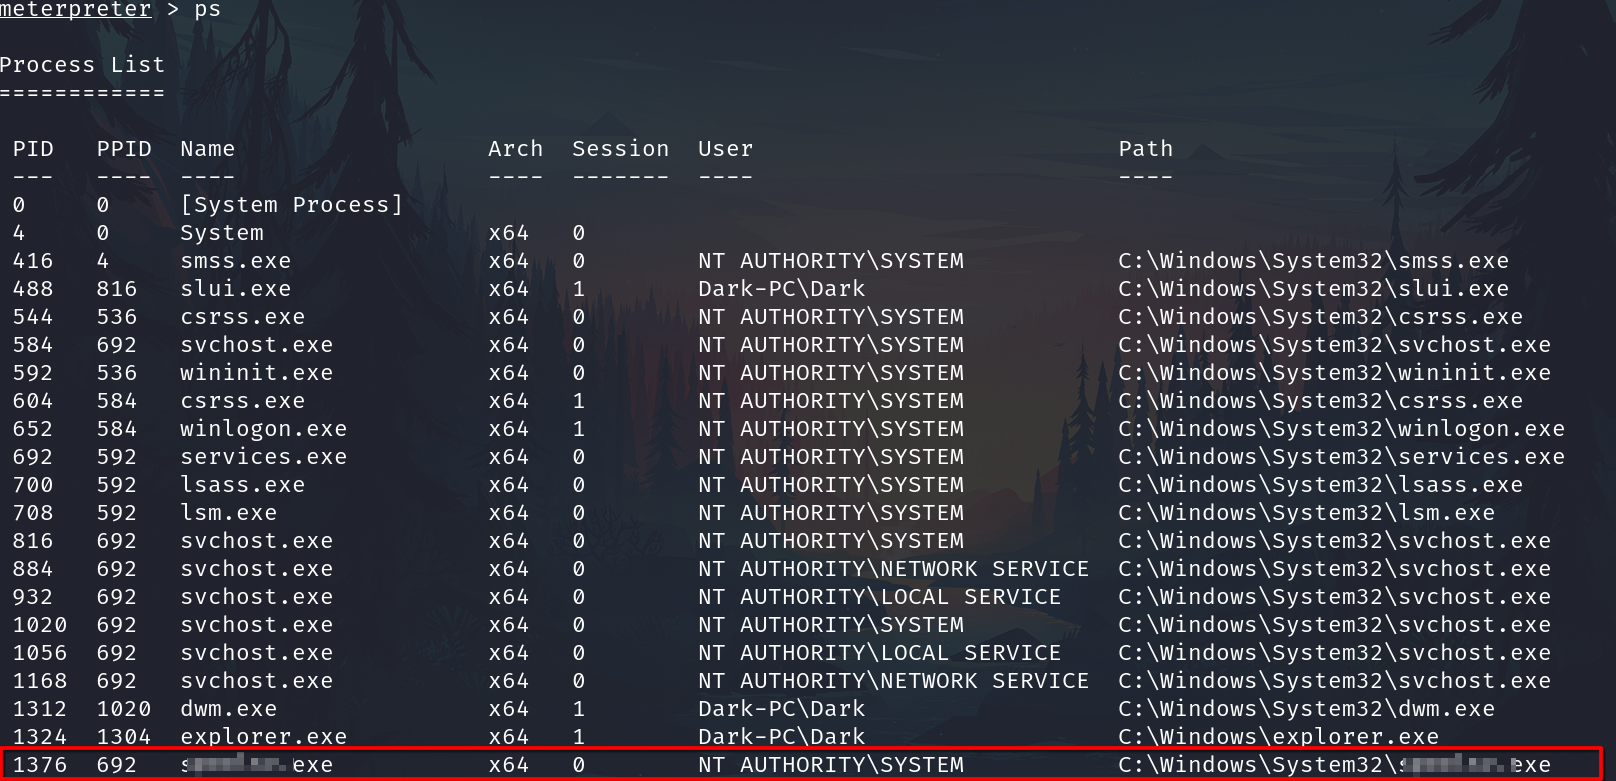 meterpreter > ps
Process List
============
PID PPID Name Arch Session User Path
--- ---- ---- ---- ------- ---- ----
0 0 [System Process]
4 0 System x64 0
416 4 smss.exe x64 0 NT AUTHORITY\SYSTEM C:\Windows\System32\smss.exe
488 816 slui.exe x64 1 Dark-PC\Dark C:\Windows\System32\slui.exe
544 536 csrss.exe x64 0 NT AUTHORITY\SYSTEM C:\Windows\System32\csrss.exe
584 692 svchost.exe x64 0 NT AUTHORITY\SYSTEM C:\Windows\System32\svchost.exe
592 536 wininit.exe x64 0 NT AUTHORITY\SYSTEM C:\Windows\System32\wininit.exe
604 584 csrss.exe x64 1 NT AUTHORITY\SYSTEM C:\Windows\System32\csrss.exe
652 584 winlogon.exe x64 1 NT AUTHORITY\SYSTEM C:\Windows\System32\winlogon.exe
692 592 services.exe x64 0 NT AUTHORITY\SYSTEM C:\Windows\System32\services.exe
700 592 lsass.exe x64 0 NT AUTHORITY\SYSTEM C:\Windows\System32\lsass.exe
708 592 lsm.exe x64 0 NT AUTHORITY\SYSTEM C:\Windows\System32\lsm.exe
816 692 svchost.exe x64 0 NT AUTHORITY\SYSTEM C:\Windows\System32\svchost.exe
884 692 svchost.exe x64 0 NT AUTHORITY\NETWORK SERVICE C:\Windows\System32\svchost.exe
932 692 svchost.exe x64 0 NT AUTHORITY\LOCAL SERVICE C:\Windows\System32\svchost.exe
1020 692 svchost.exe x64 0 NT AUTHORITY\SYSTEM C:\Windows\System32\svchost.exe
1056 692 svchost.exe x64 0 NT AUTHORITY\LOCAL SERVICE C:\Windows\System32\svchost.exe
1168 692 svchost.exe x64 0 NT AUTHORITY\NETWORK SERVICE C:\Windows\System32\svchost.exe
1312 1020 dwm.exe x64 1 Dark-PC\Dark C:\Windows\System32\dwm.exe
1324 1304 explorer.exe x64 1 Dark-PC\Dark C:\Windows\explorer.exe
1376 692 x64 0 NT AUTHORITY\SYSTEM C:\Windows\System32\